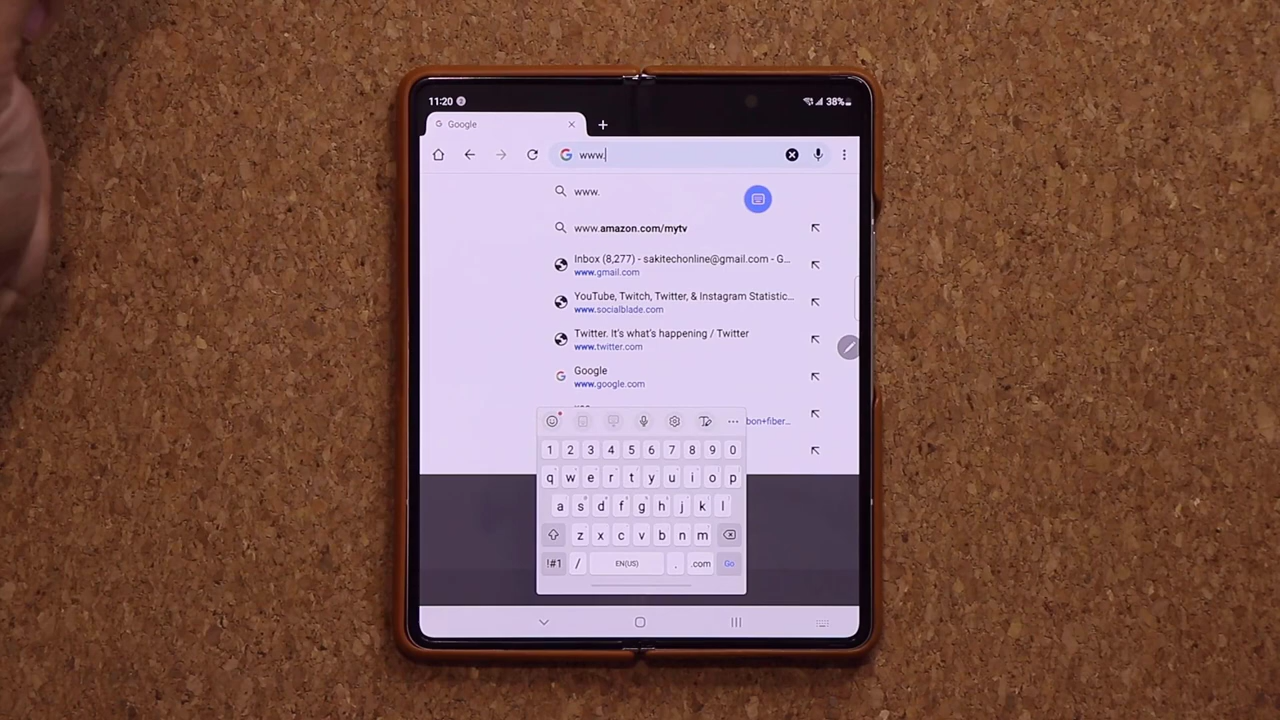 11:20
38%
Google
www.
www.
www.amazon.com/mytv
Inbox (8,277) - sakitechonline@gmail.com - G...
www.gmail.com
YouTube, Twitch, Twitter, & Instagram Statistic...
www.socialblade.com
Twitter. It's what's happening / Twitter
www.twitter.com
Google
www.google.com
bon+fiber...
1 2 3 4 5 6 7 8 9 0
q w e r t y u i o p
a s d f g h j k l
z x c v b n m
!#1 / EN(US) . .com Go